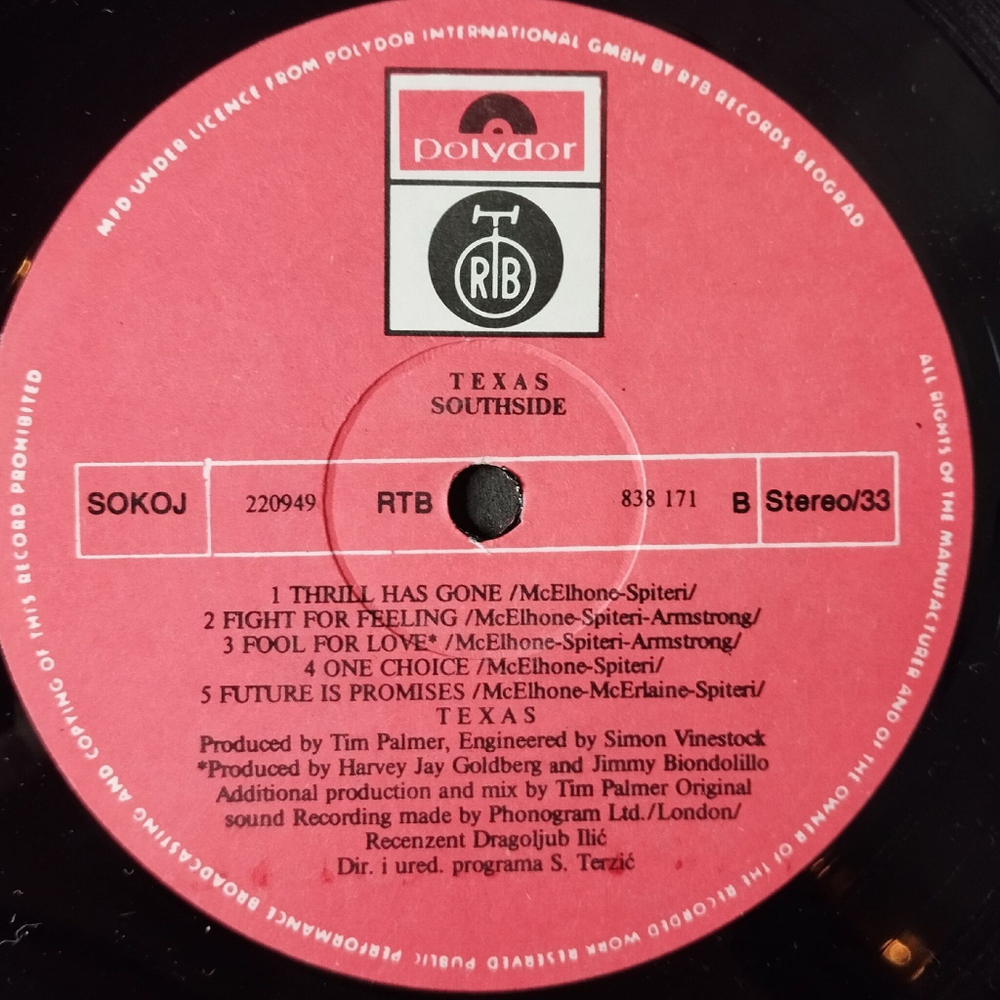 MFD UNDER LICENCE FROM POLYDOR INTERNATIONAL GMBH BY RTB RECORDS BEOGRAD
polydor
RTB
TEXAS
SOUTHSIDE
SOKOJ 220949 RTB 838 171 B Stereo/33
1 THRILL HAS GONE /McElhone-Spiteri/
2 FIGHT FOR FEELING /McElhone-Spiteri-Armstrong/
3 FOOL FOR LOVE* /McElhone-Spiteri-Armstrong/
4 ONE CHOICE /McElhone-Spiteri/
5 FUTURE IS PROMISES /McElhone-McErlaine-Spiteri/
TEXAS
Produced by Tim Palmer, Engineered by Simon Vinestock
*Produced by Harvey Jay Goldberg and Jimmy Biondolillo
Additional production and mix by Tim Palmer Original
sound Recording made by Phonogram Ltd./London/
Recenzent Dragoljub Ilić
Dir. i ured. programa S. Terzić
ALL RIGHTS OF THE MANUFACTURER AND OF THE OWNER OF THE RECORDED WORK RESERVED PUBLIC PERFORMANCE BROADCASTING AND COPYING OF THIS RECORD PROHIBITED